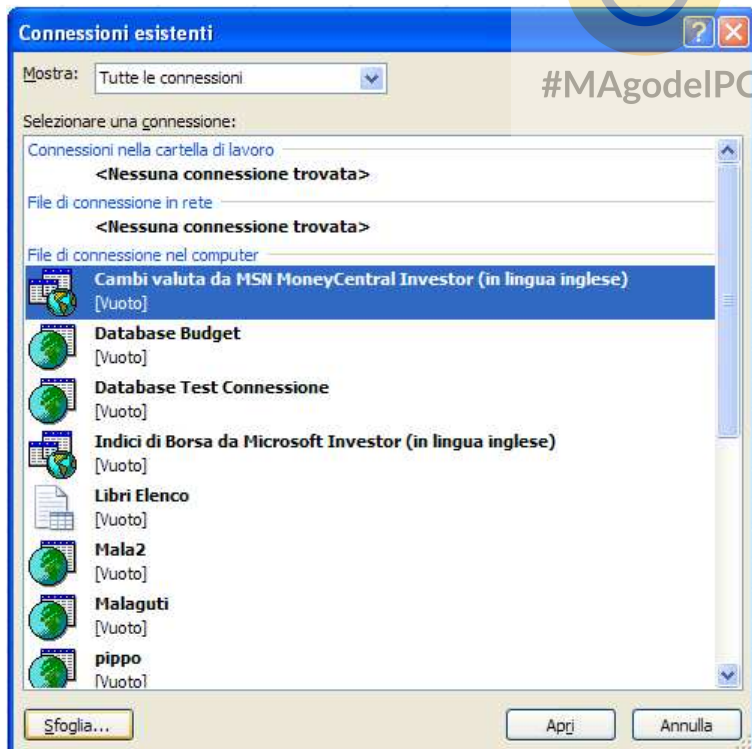 Connessioni esistenti
#MAgodelPC
Mostra: Tutte le connessioni
Selezionare una connessione:
Connessioni nella cartella di lavoro
<Nessuna connessione trovata>
File di connessione in rete
<Nessuna connessione trovata>
File di connessione nel computer
Cambi valuta da MSN MoneyCentral Investor (in lingua inglese)
[Vuoto]
Database Budget
[Vuoto]
Database Test Connessione
[Vuoto]
Indici di Borsa da Microsoft Investor (in lingua inglese)
[Vuoto]
Libri Elenco
[Vuoto]
Mala2
[Vuoto]
Malaguti
[Vuoto]
pippo
[Vuoto]
Sfoglia... Apri Annulla